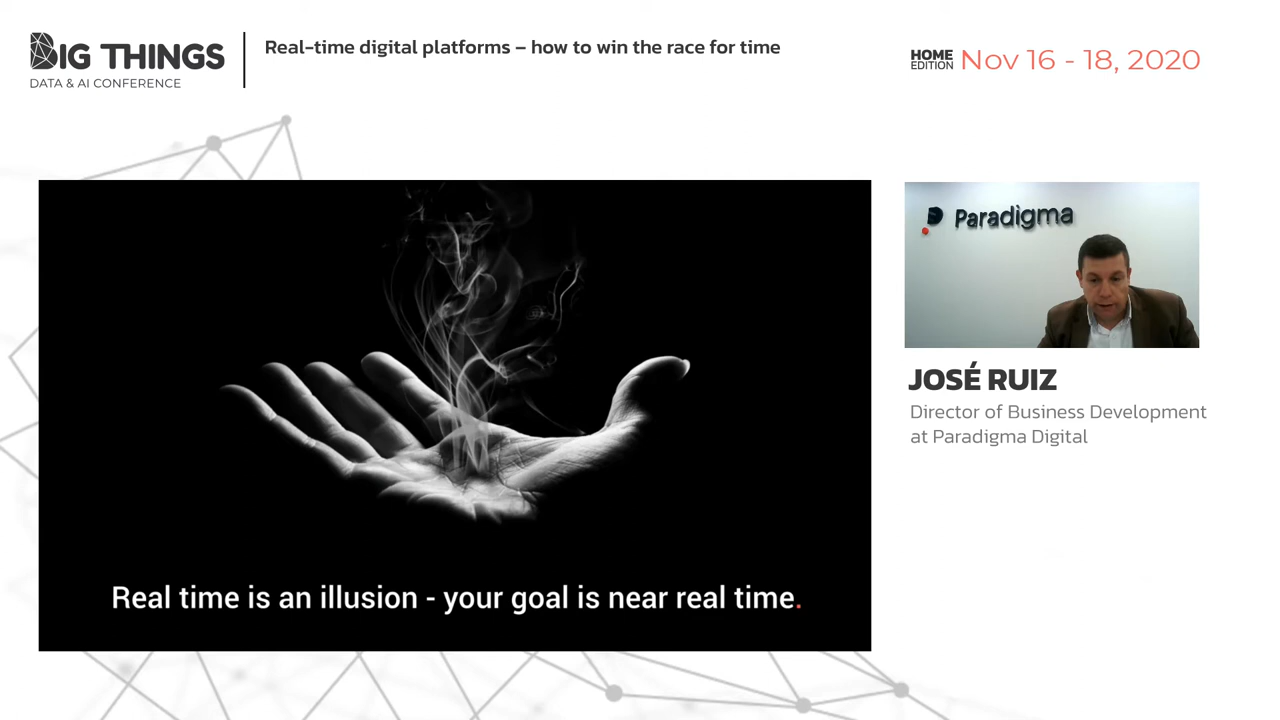 BIG THINGS
DATA & AI CONFERENCE
Real-time digital platforms – how to win the race for time
HOME
EDITION
Nov 16 - 18, 2020
Paradigma
JOSÉ RUIZ
Director of Business Development
at Paradigma Digital
Real time is an illusion - your goal is near real time.